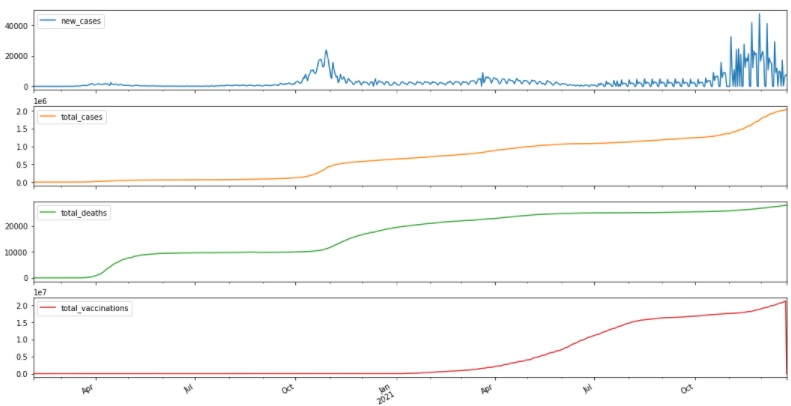 new_cases
40000
20000
0
1e6
total_cases
2.0
1.5
1.0
0.5
0.0
total_deaths
20000
10000
0
1e7
total_vaccinations
2.0
1.5
1.0
0.5
0.0
Apr Jul Oct Jan Apr Jul Oct
2021